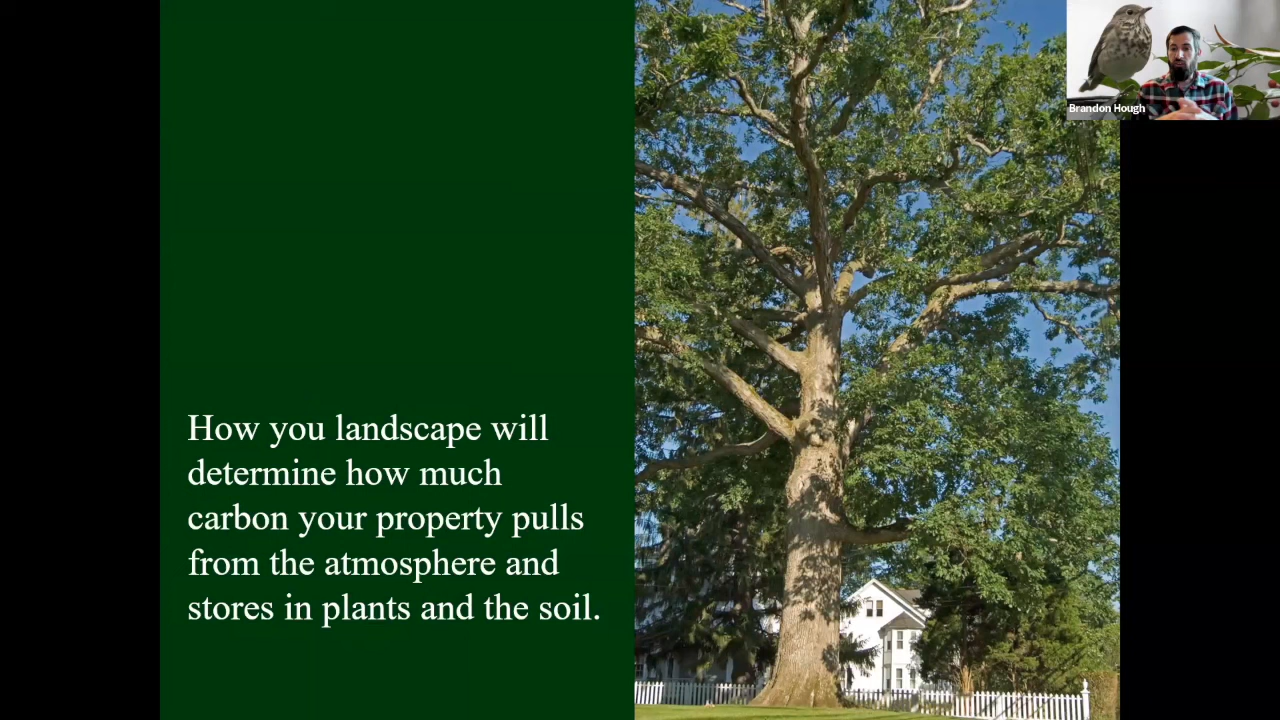 Brandon Hough
How you landscape will
determine how much
carbon your property pulls
from the atmosphere and
stores in plants and the soil.